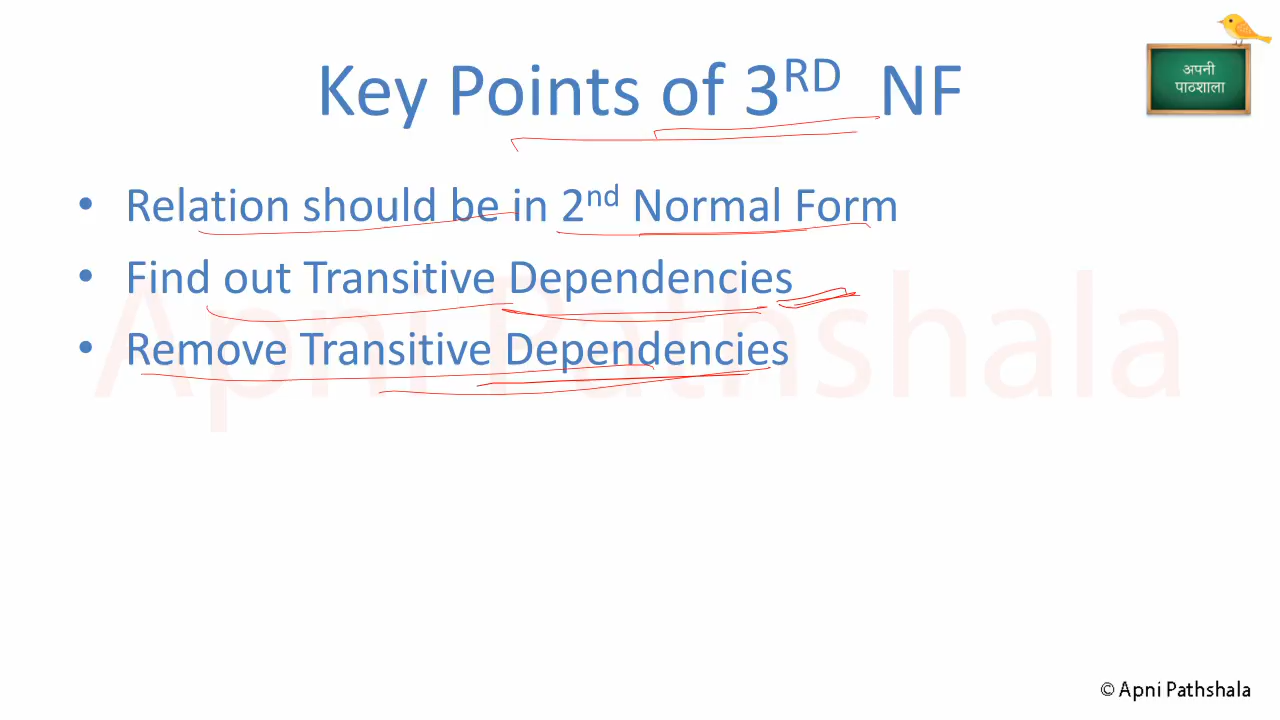 Key Points of 3RD NF
अपनी
पाठशाला
• Relation should be in 2nd Normal Form
• Find out Transitive Dependencies
• Remove Transitive Dependencies
Apni Pathshala
© Apni Pathshala